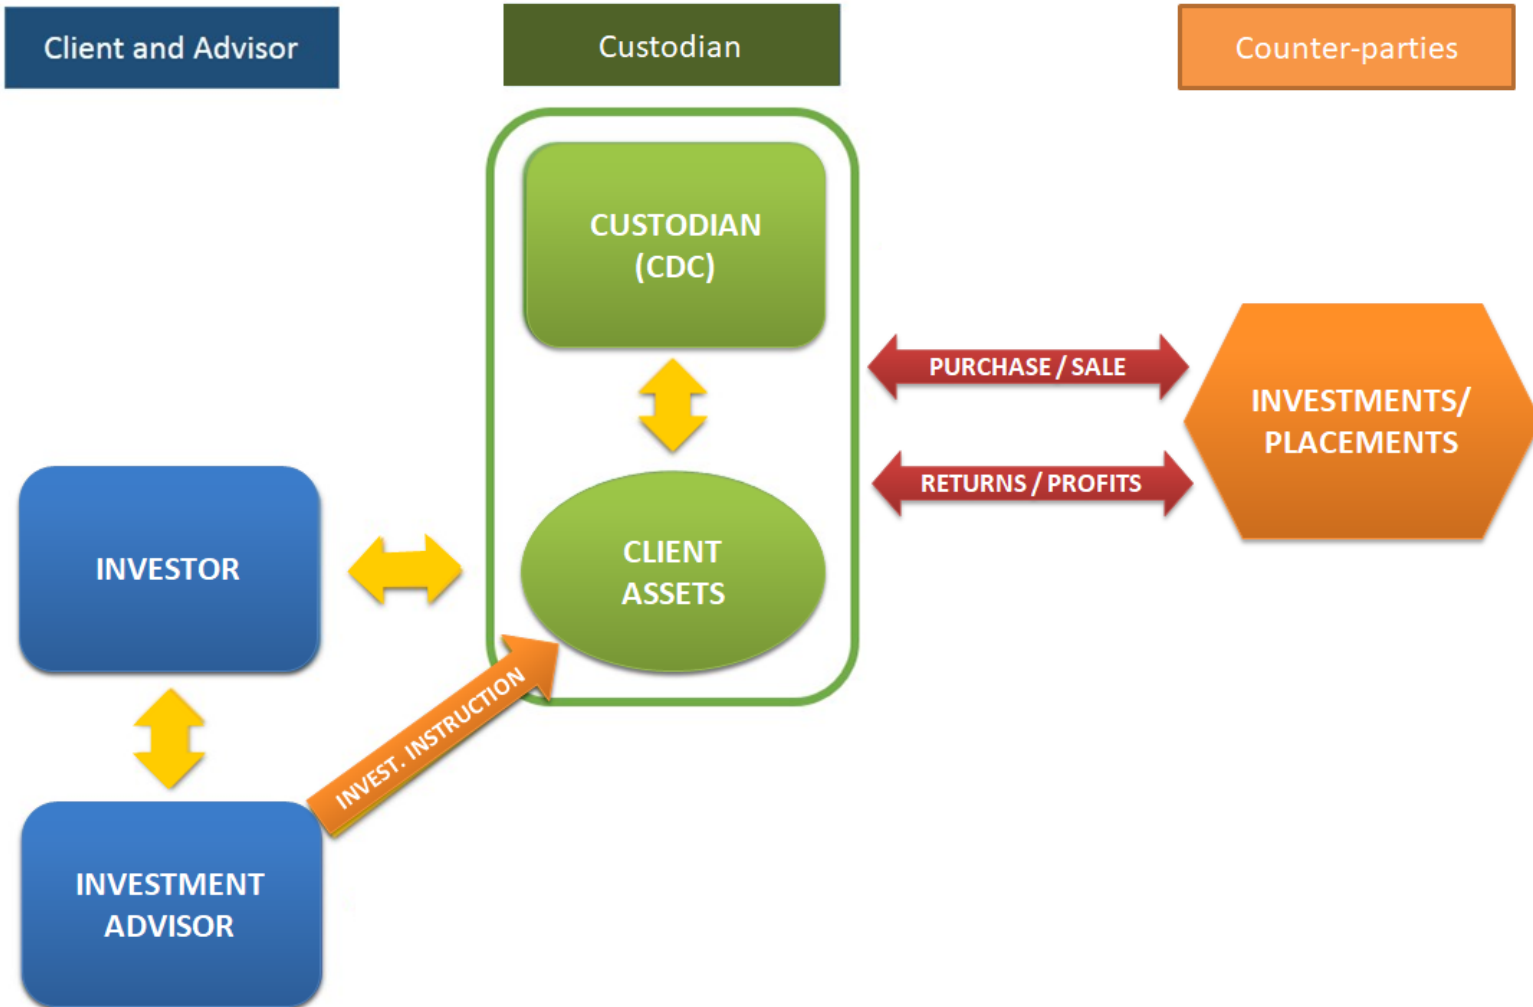 Client and Advisor
Custodian
Counter-parties
CUSTODIAN
(CDC)
PURCHASE / SALE
INVESTMENTS/
PLACEMENTS
RETURNS / PROFITS
INVESTOR
CLIENT
ASSETS
INVEST. INSTRUCTION
INVESTMENT
ADVISOR